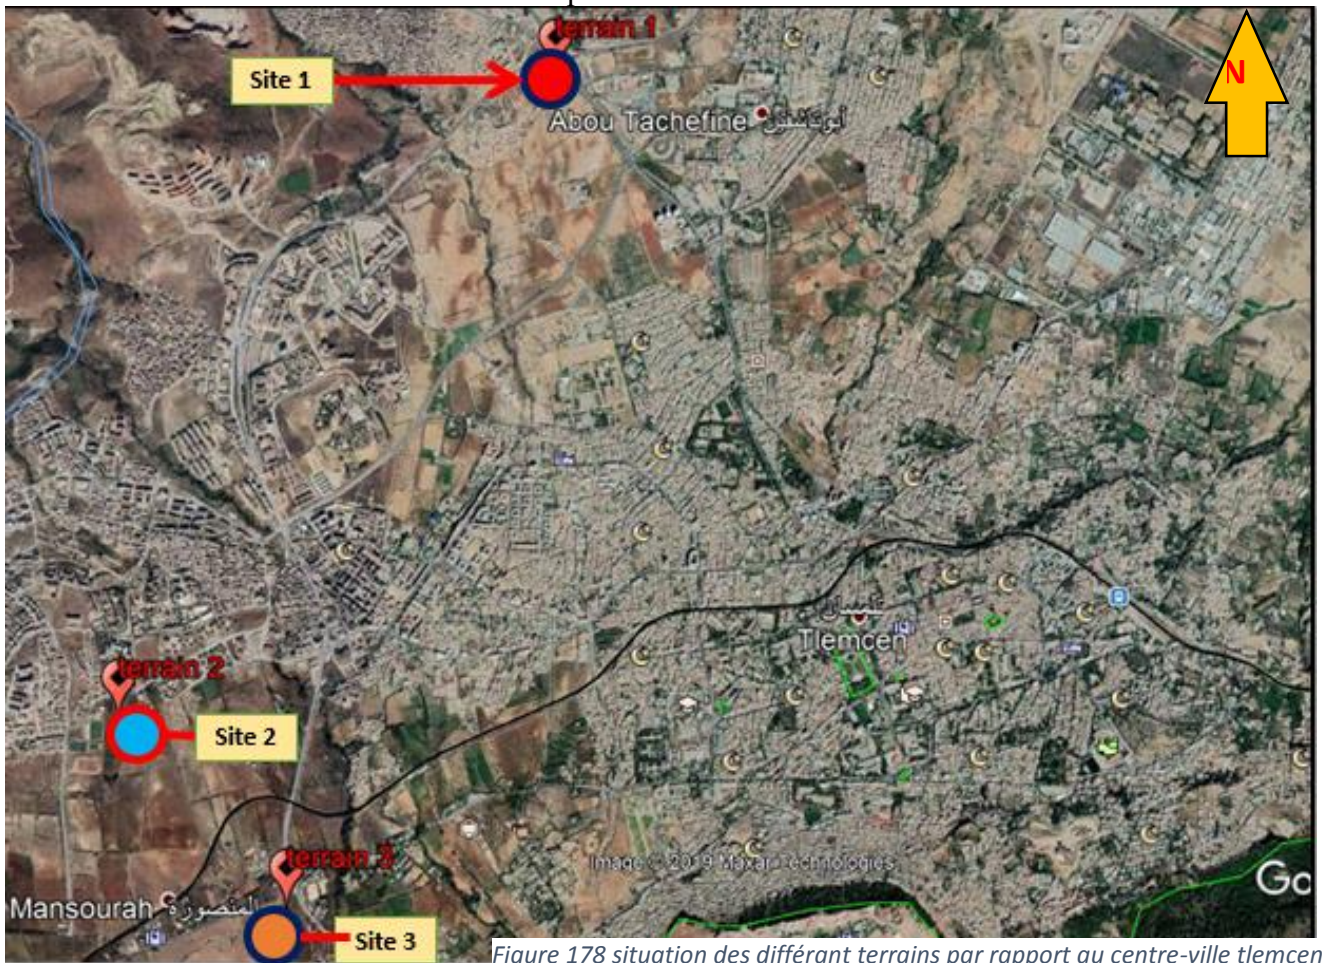 terrain 1
N
Site 1
Abou Tachefine أبوتاشفين
تلمسان
Tlemcen
terrain 2
Site 2
terrain 3
Image © 2019 Maxar Technologies
Go
Mansourah المنصورة
Site 3
Figure 178 situation des différant terrains par rapport au centre-ville tlemcen